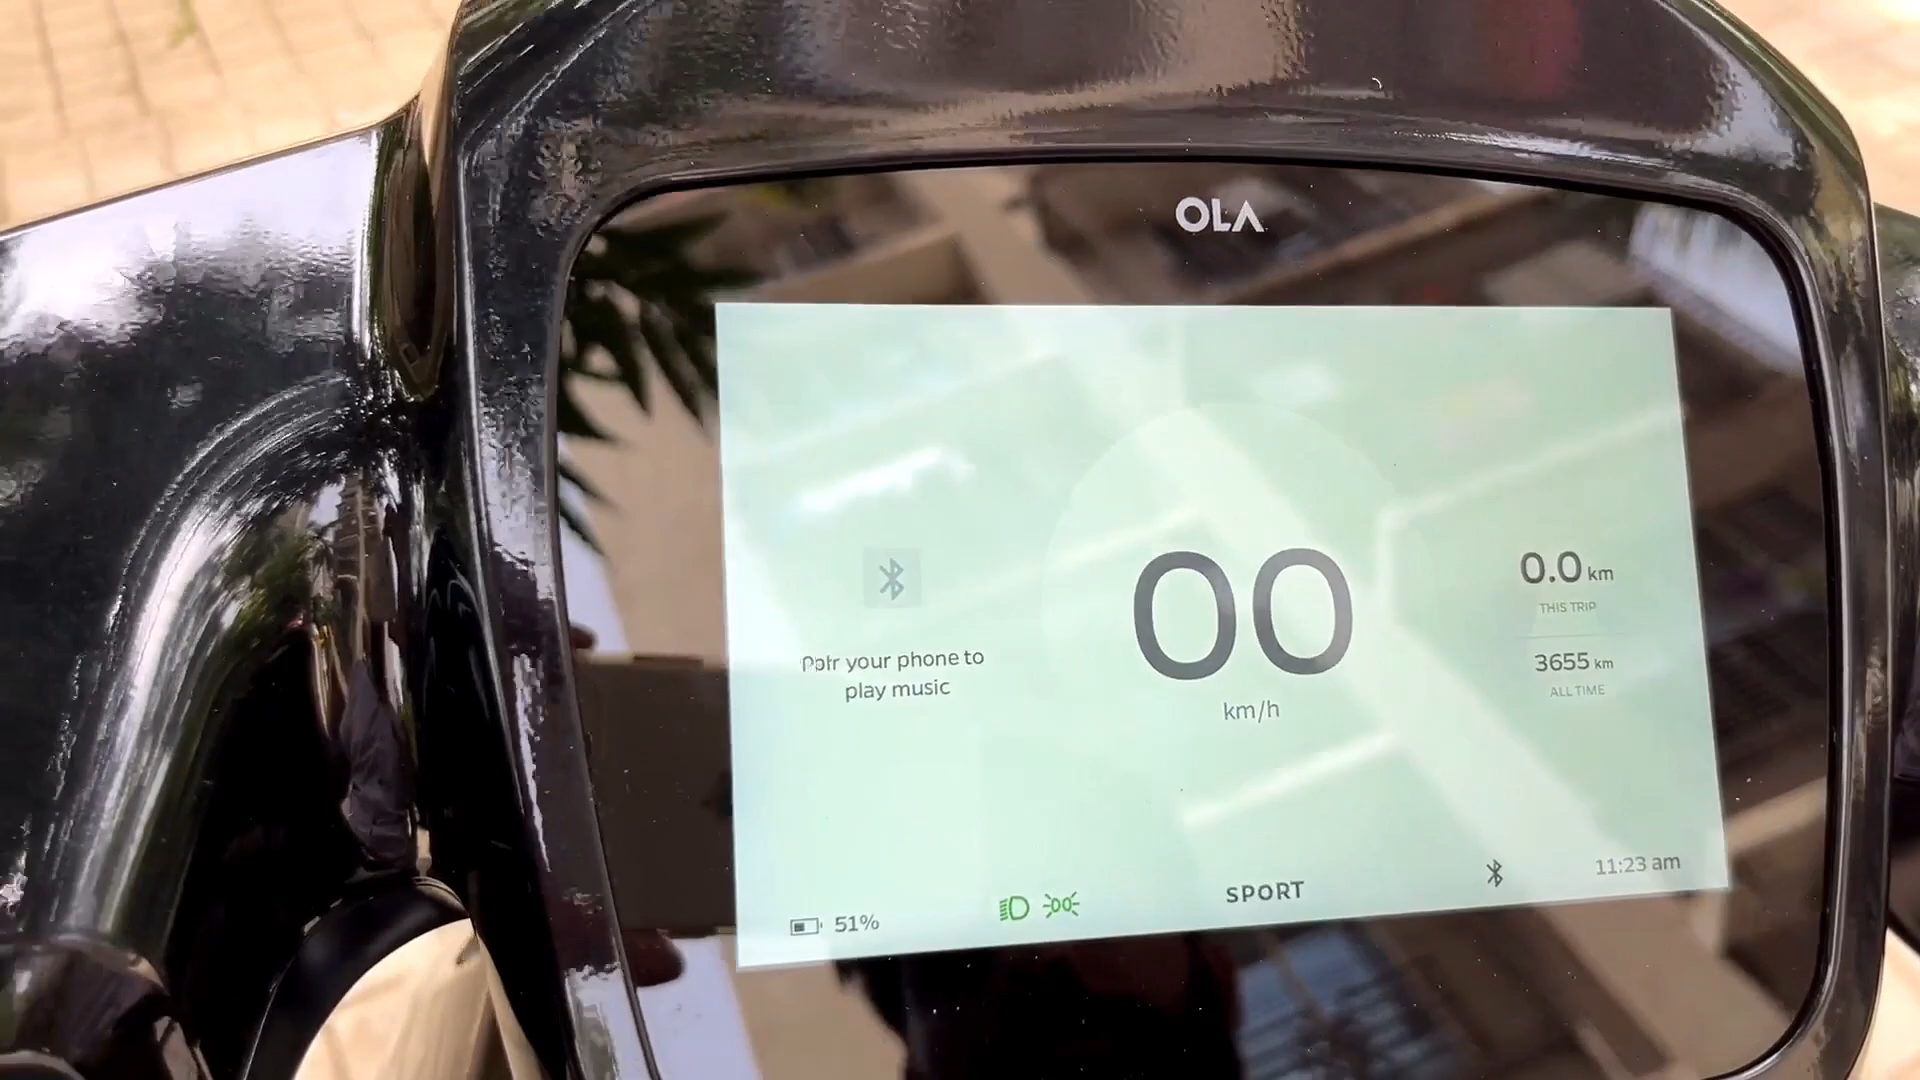 OLA
Pair your phone to
play music
00
km/h
0.0 km
THIS TRIP
3655 km
ALL TIME
51%
SPORT
11:23 am